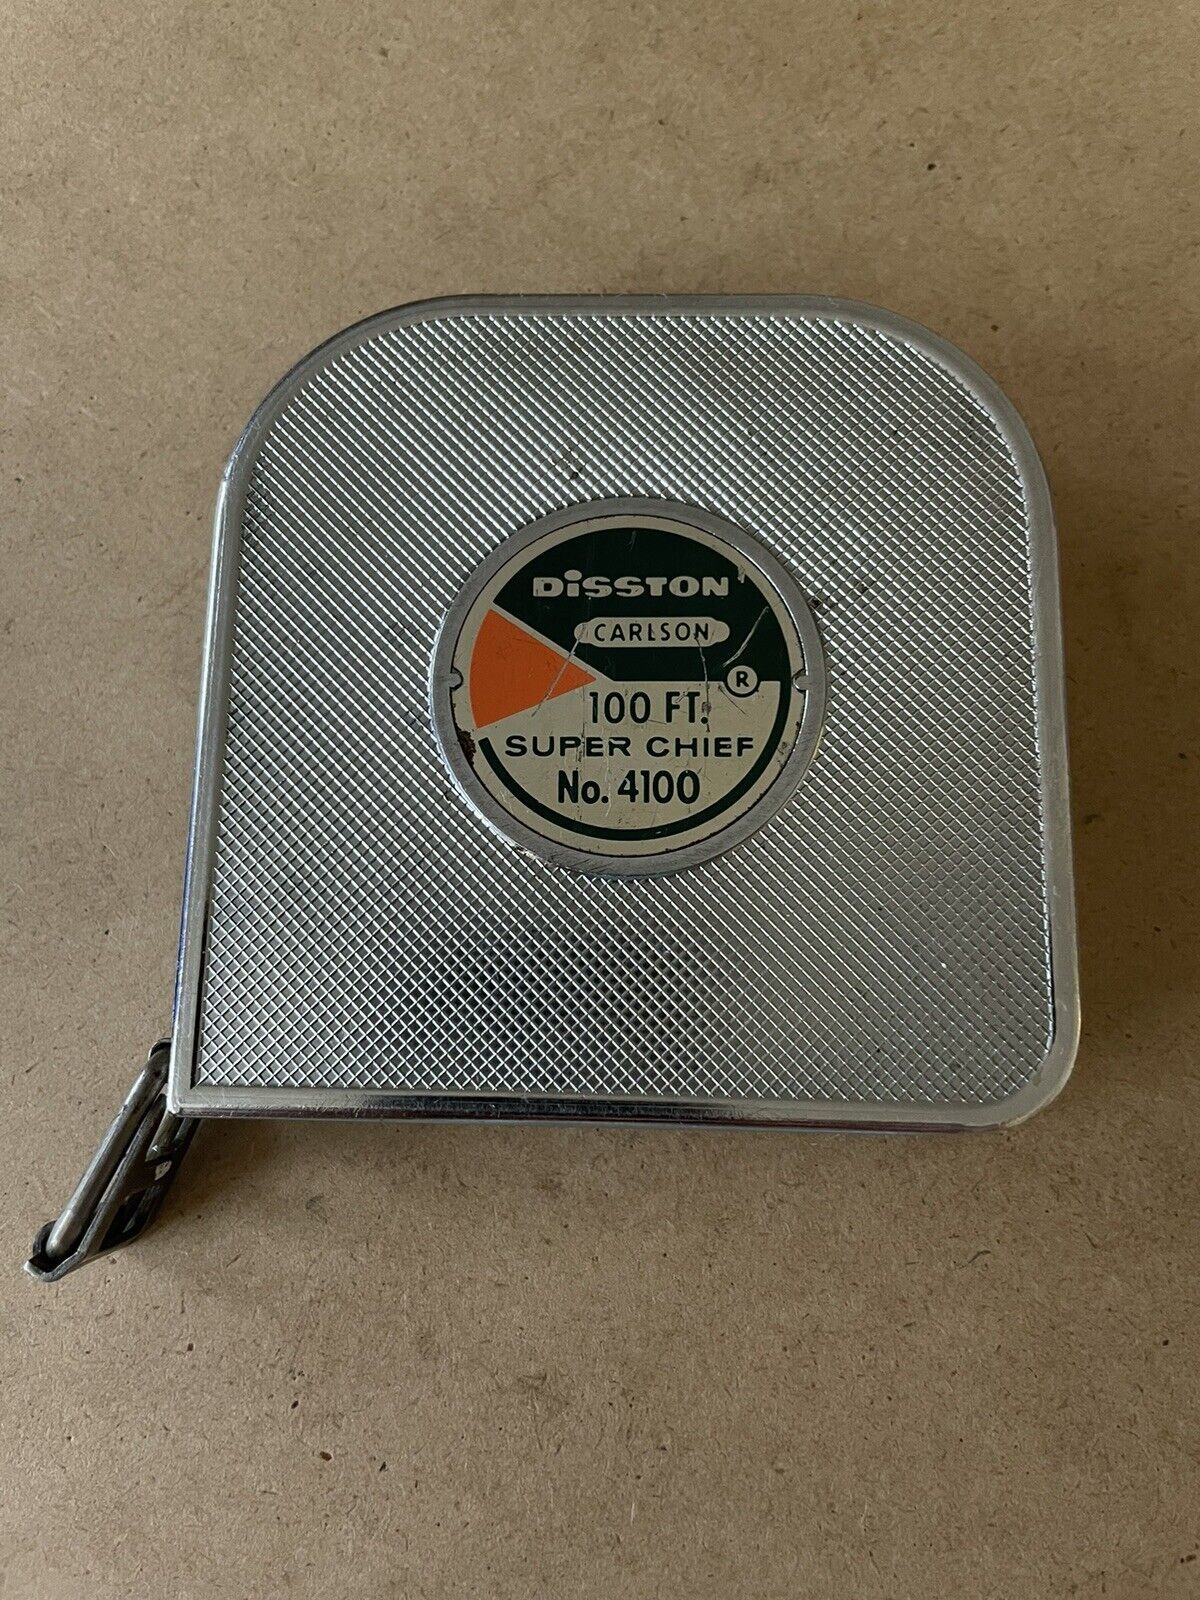 DiSSTON
CARLSON
®
100 FT.
SUPER CHIEF
No. 4100